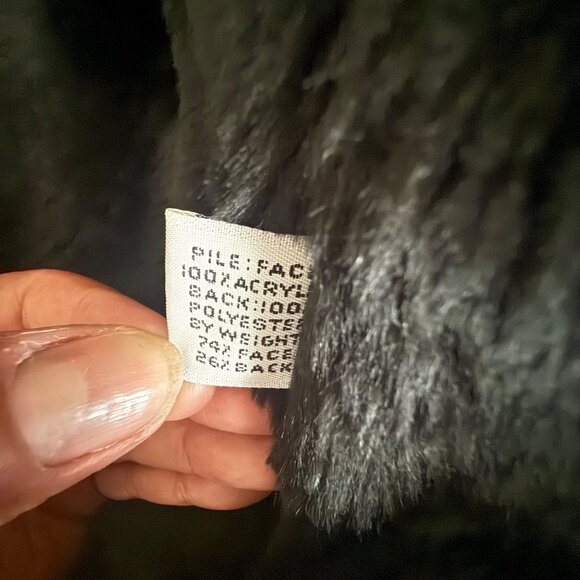 PILE: FAC
100% ACRYL
BACK: 100
POLYESTE
BY WEIGHT
74% FACE
26% BACK